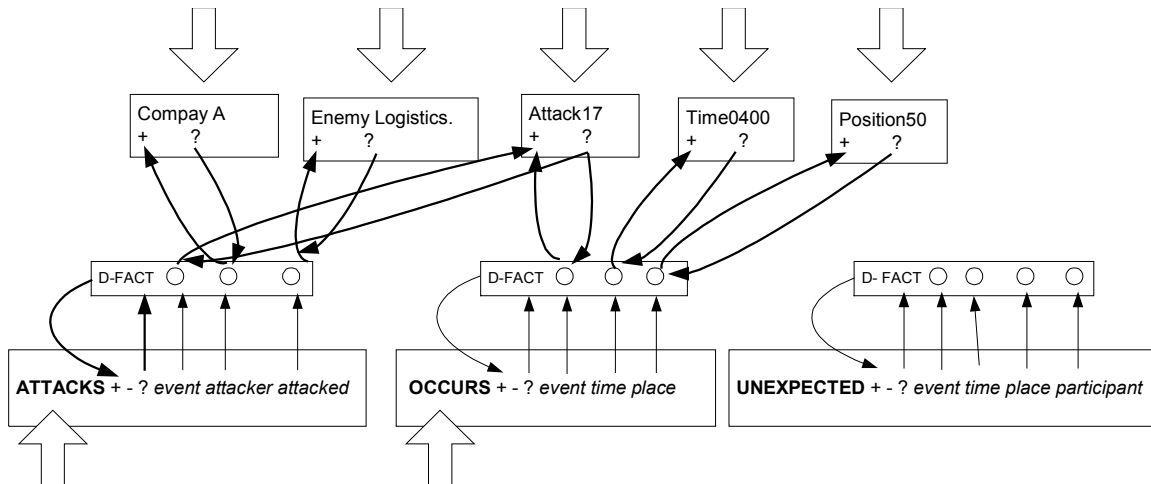 Compay A
+ ?
Enemy Logistics.
+ ?
Attack17
+ ?
Time0400
+ ?
Position50
+ ?
D-FACT
D-FACT
D- FACT
ATTACKS + - ? event attacker attacked
OCCURS + - ? event time place
UNEXPECTED + - ? event time place participant